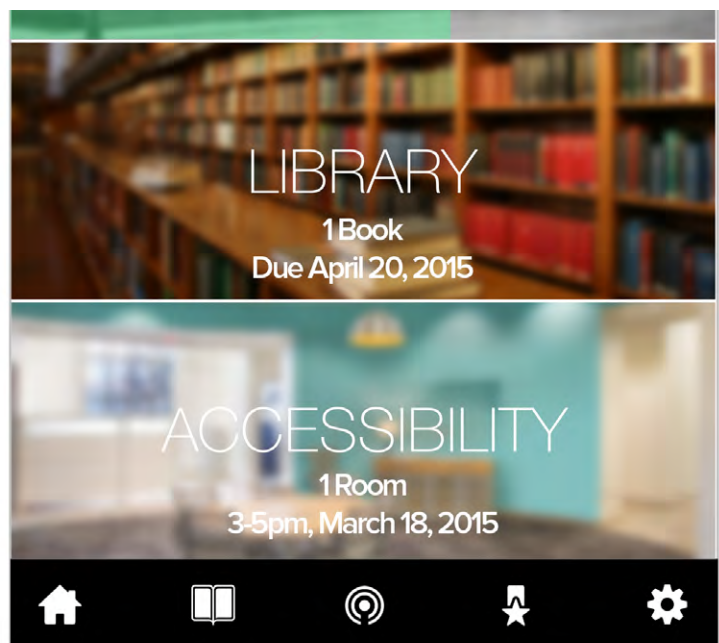 LIBRARY
1 Book
Due April 20, 2015
ACCESSIBILITY
1 Room
3-5pm, March 18, 2015